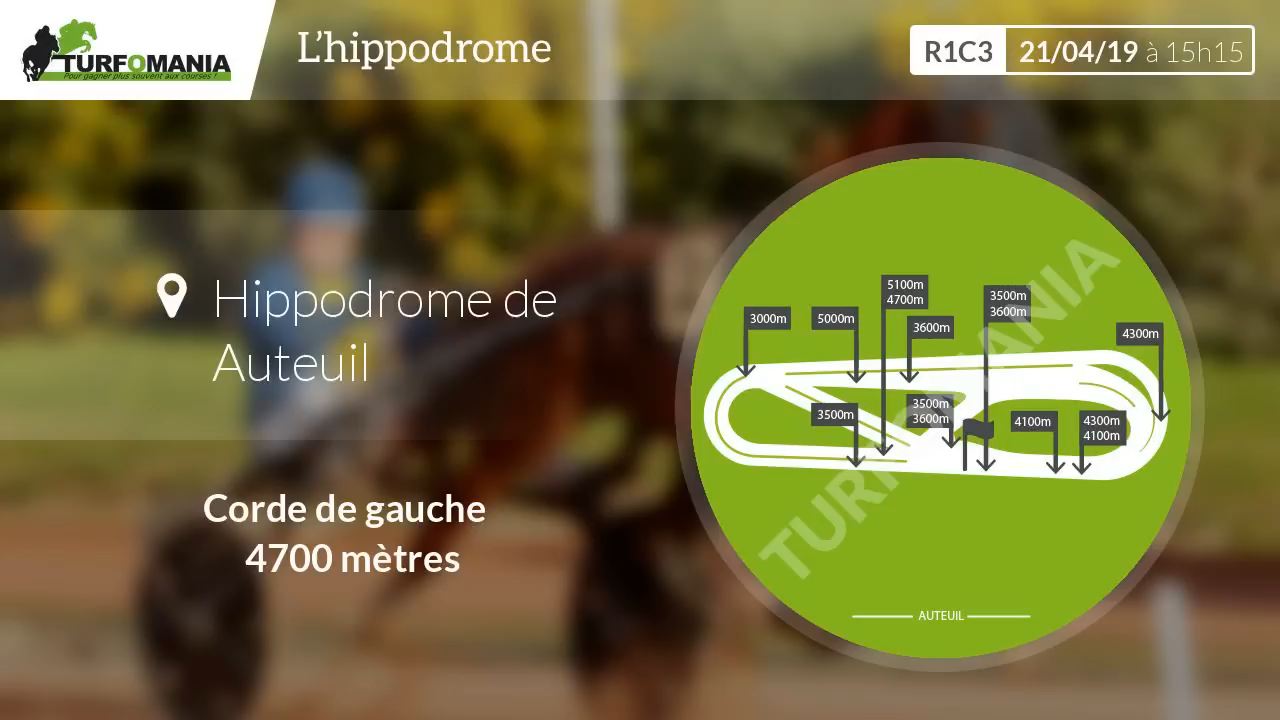 TURFOMANIA
Pour gagner plus souvent aux courses !
L'hippodrome
R1C3 21/04/19 à 15h15
Hippodrome de
Auteuil
Corde de gauche
4700 mètres
3000m
5000m
5100m
4700m
3600m
3500m
3600m
4300m
3500m
3500m
3600m
4100m
4300m
4100m
TURFOMANIA
AUTEUIL